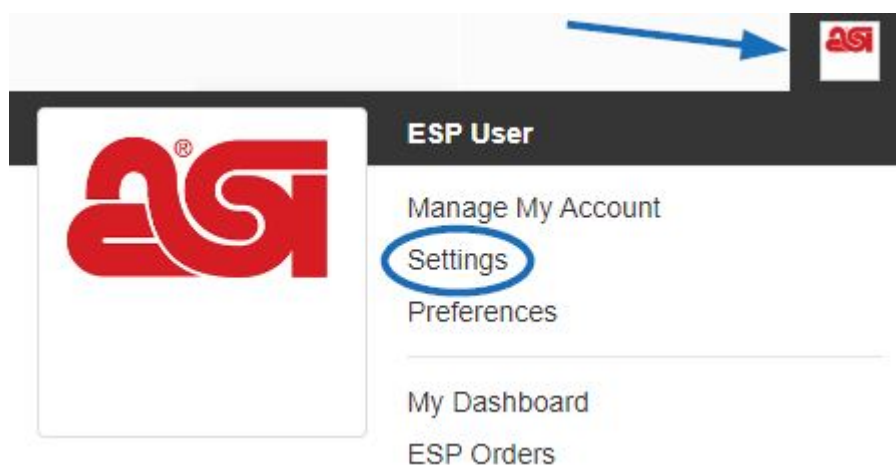 asi
ESP User
asi®
Manage My Account
Settings
Preferences
My Dashboard
ESP Orders